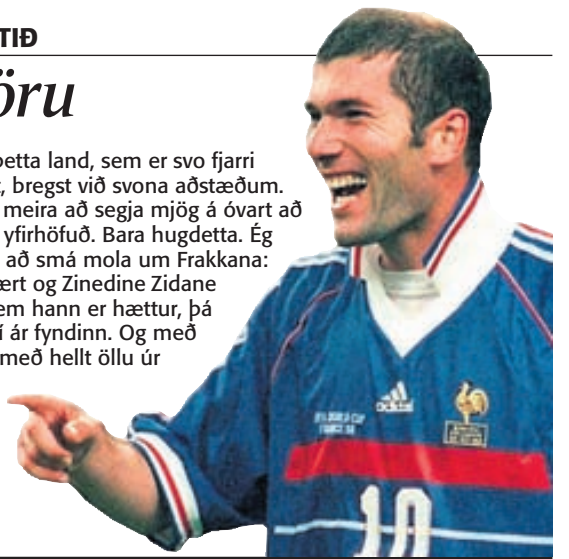 TIÐ
öru
þetta land, sem er svo fjarri
, bregst við svona aðstæðum.
meira að segja mjög á óvart að
yfirhöfuð. Bara hugdetta. Ég
að smá mola um Frakkana:
ært og Zinedine Zidane
em hann er hættur, þá
í ár fyndinn. Og með
með hellt öllu úr
adidas
10